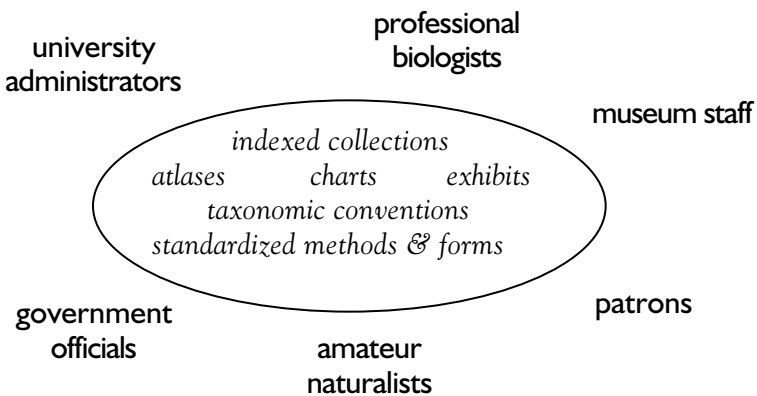 professional
biologists
university
administrators
museum staff
indexed collections
atlases charts exhibits
taxonomic conventions
standardized methods & forms
government
officials
patrons
amateur
naturalists